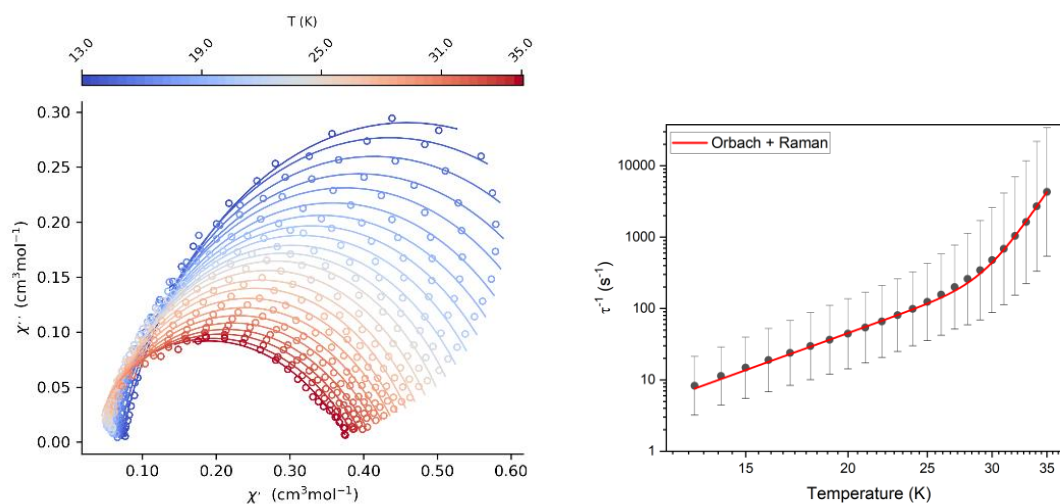 T (K)
13.0 19.0 25.0 31.0 35.0
0.30
0.25
0.20
0.15
0.10
0.05
0.00
χ'' (cm³mol⁻¹)
0.10 0.20 0.30 0.40 0.50 0.60
χ' (cm³mol⁻¹)
Orbach + Raman
10000
1000
100
10
1
τ⁻¹ (s⁻¹)
15 20 25 30 35
Temperature (K)